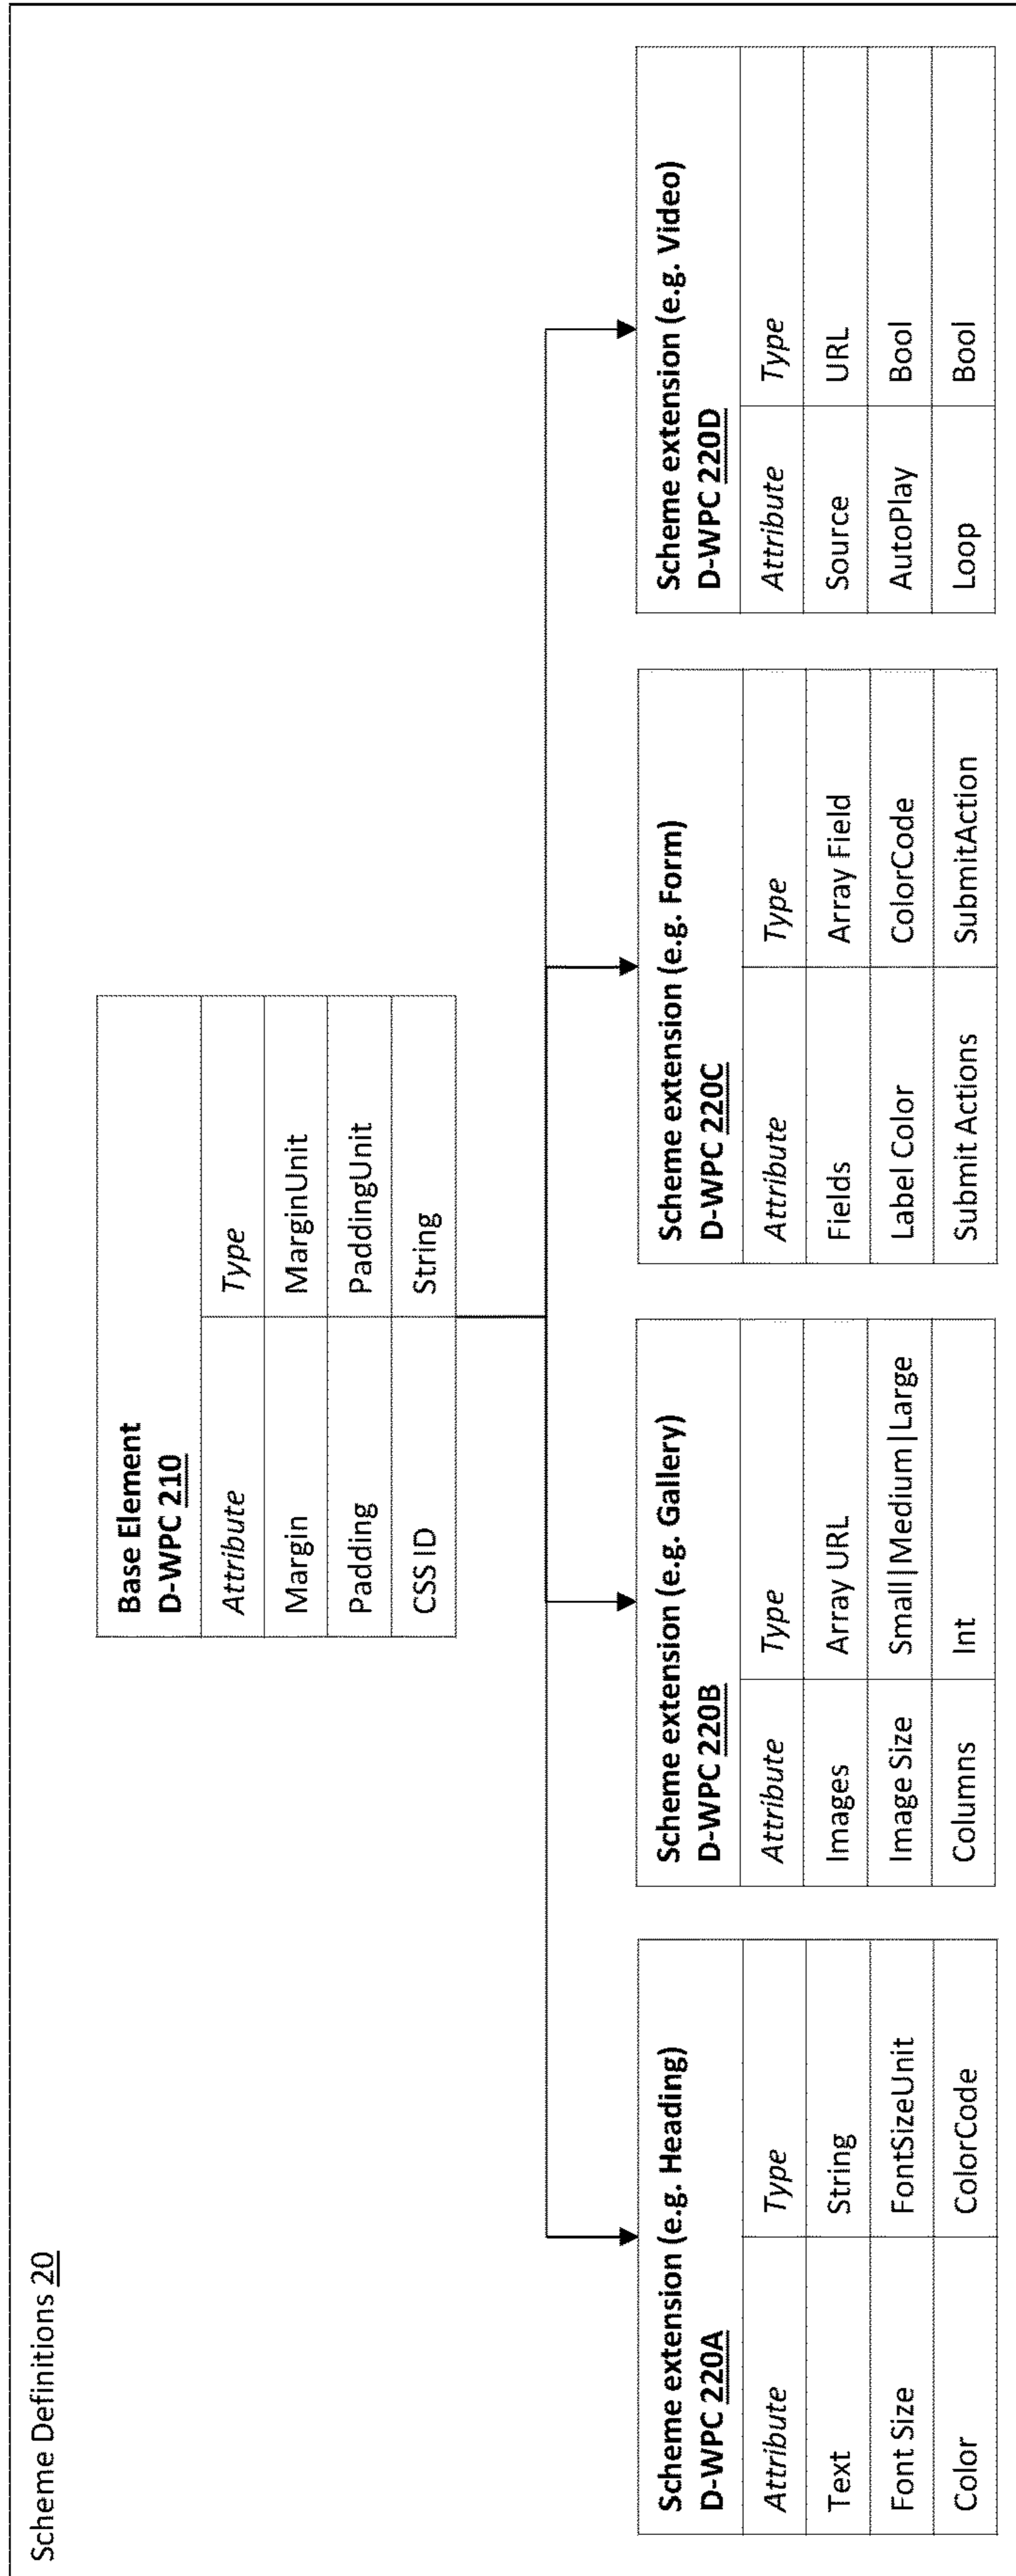 Scheme Definitions 20
Base Element
D-WPC 210
Attribute Type
Margin MarginUnit
Padding PaddingUnit
CSS ID String
Scheme extension (e.g. Heading)
D-WPC 220A
Attribute Type
Text String
Font Size FontSizeUnit
Color ColorCode
Scheme extension (e.g. Gallery)
D-WPC 220B
Attribute Type
Images Array URL
Image Size Small|Medium|Large
Columns Int
Scheme extension (e.g. Form)
D-WPC 220C
Attribute Type
Fields Array Field
Label Color ColorCode
Submit Actions SubmitAction
Scheme extension (e.g. Video)
D-WPC 220D
Attribute Type
Source URL
AutoPlay Bool
Loop Bool